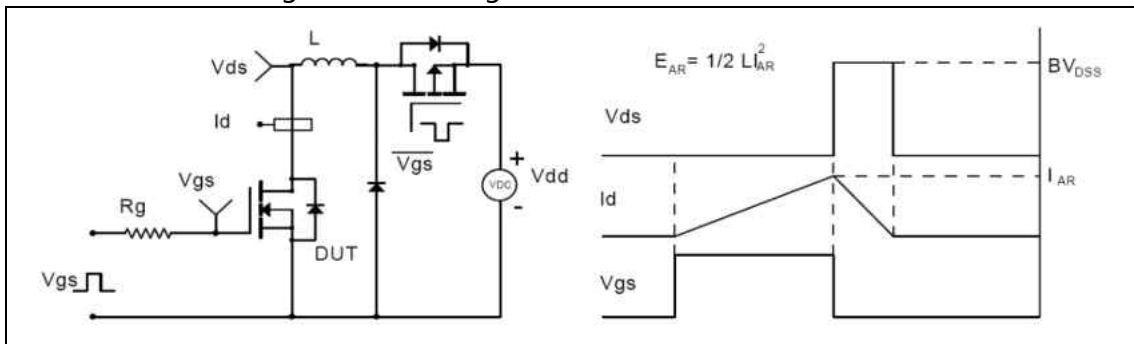 L
Vds
Id
Vgs
Rg
DUT
Vgs
Vgs
VDC
+
Vdd
-
E_AR = 1/2 LI_AR^2
BV_DSS
Vds
I_AR
Id
Vgs